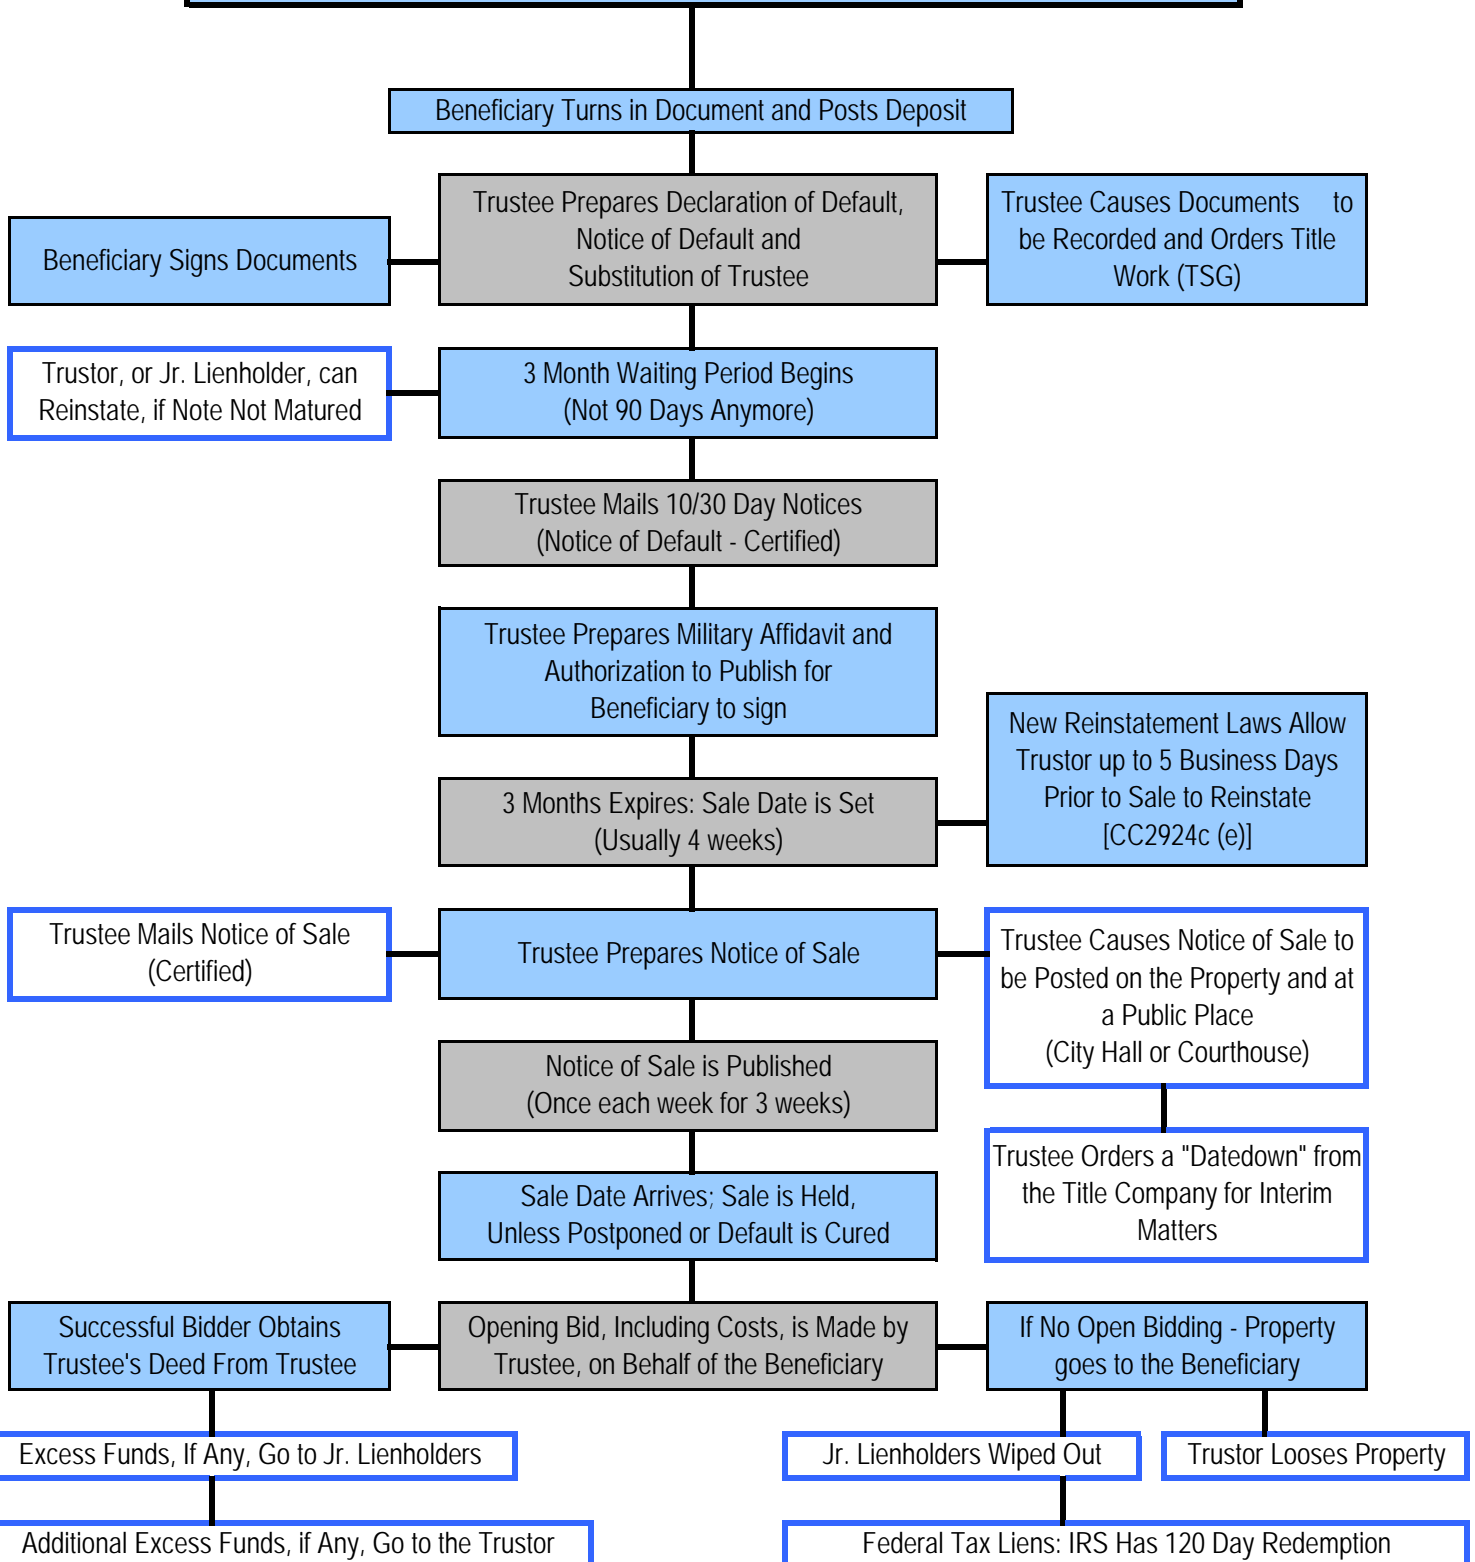 Beneficiary Turns in Document and Posts Deposit
Trustee Prepares Declaration of Default,
Notice of Default and
Substitution of Trustee
Beneficiary Signs Documents
Trustee Causes Documents to
be Recorded and Orders Title
Work (TSG)
Trustor, or Jr. Lienholder, can
Reinstate, if Note Not Matured
3 Month Waiting Period Begins
(Not 90 Days Anymore)
Trustee Mails 10/30 Day Notices
(Notice of Default - Certified)
Trustee Prepares Military Affidavit and
Authorization to Publish for
Beneficiary to sign
New Reinstatement Laws Allow
Trustor up to 5 Business Days
Prior to Sale to Reinstate
[CC2924c (e)]
3 Months Expires: Sale Date is Set
(Usually 4 weeks)
Trustee Mails Notice of Sale
(Certified)
Trustee Prepares Notice of Sale
Trustee Causes Notice of Sale to
be Posted on the Property and at
a Public Place
(City Hall or Courthouse)
Notice of Sale is Published
(Once each week for 3 weeks)
Trustee Orders a "Datedown" from
the Title Company for Interim
Matters
Sale Date Arrives; Sale is Held,
Unless Postponed or Default is Cured
Successful Bidder Obtains
Trustee's Deed From Trustee
Opening Bid, Including Costs, is Made by
Trustee, on Behalf of the Beneficiary
If No Open Bidding - Property
goes to the Beneficiary
Excess Funds, If Any, Go to Jr. Lienholders
Jr. Lienholders Wiped Out
Trustor Looses Property
Additional Excess Funds, if Any, Go to the Trustor
Federal Tax Liens: IRS Has 120 Day Redemption